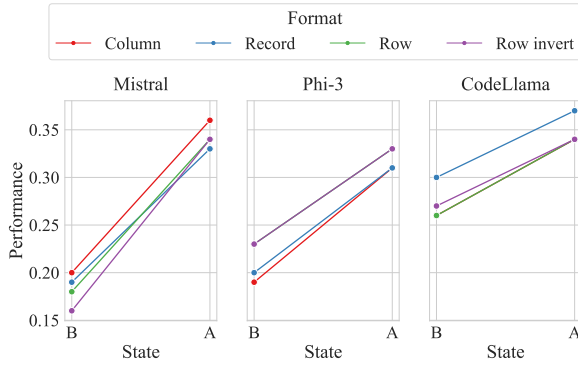 Format
Column Record Row Row invert
Mistral Phi-3 CodeLlama
Performance
0.35
0.30
0.25
0.20
0.15
B A B A B A
State State State